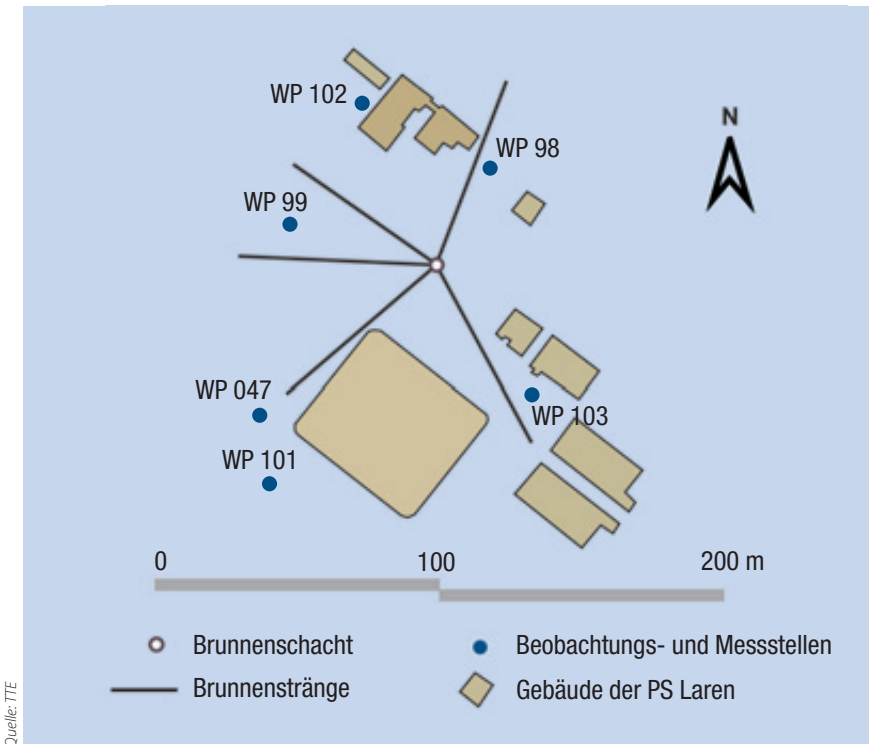 WP 102
N
WP 98
WP 99
WP 047
WP 103
WP 101
0 100 200 m
Brunnenschacht
Beobachtungs- und Messstellen
Brunnenstränge
Gebäude der PS Laren
Quelle: TTE